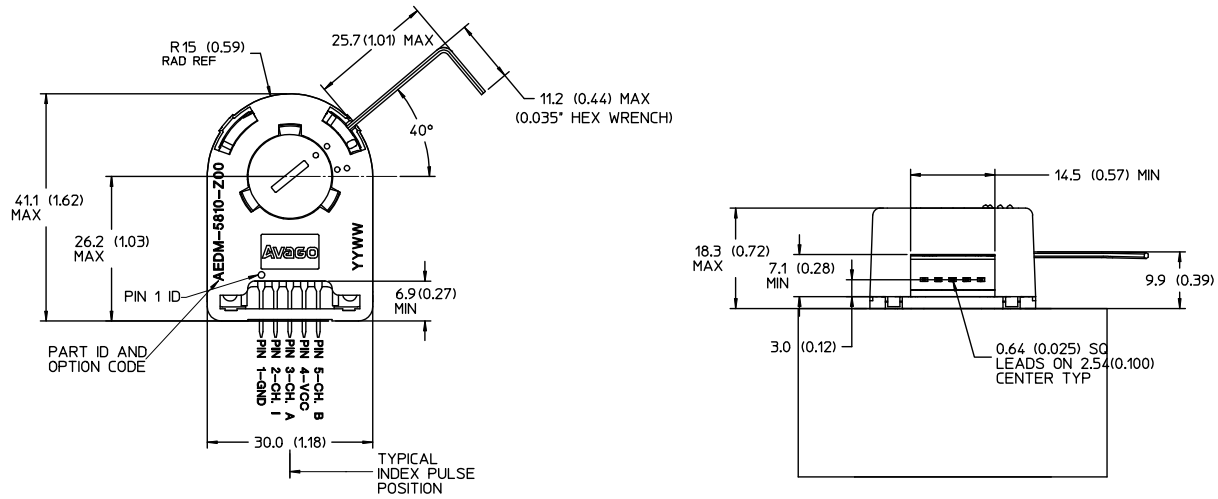 R15 (0.59)
RAD REF
25.7(1.01) MAX
11.2 (0.44) MAX
(0.035" HEX WRENCH)
40°
41.1 (1.62)
MAX
26.2 (1.03)
MAX
AEDM-5810-Z00
YYWW
Avago
PIN 1 ID
6.9(0.27)
MIN
PART ID AND
OPTION CODE
PIN 1-GND
PIN 2-CH. I
PIN 3-CH. A
PIN 4-VCC
PIN 5-CH. B
30.0 (1.18)
TYPICAL
INDEX PULSE
POSITION
14.5 (0.57) MIN
18.3 (0.72)
MAX
7.1 (0.28)
MIN
9.9 (0.39)
3.0 (0.12)
0.64 (0.025) SQ
LEADS ON 2.54(0.100)
CENTER TYP